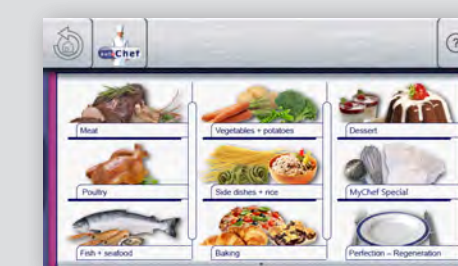 Chef
?
Meat
Vegetables + potatoes
Dessert
Poultry
Side dishes + rice
MyChef Special
Fish + seafood
Baking
Perfection – Regeneration